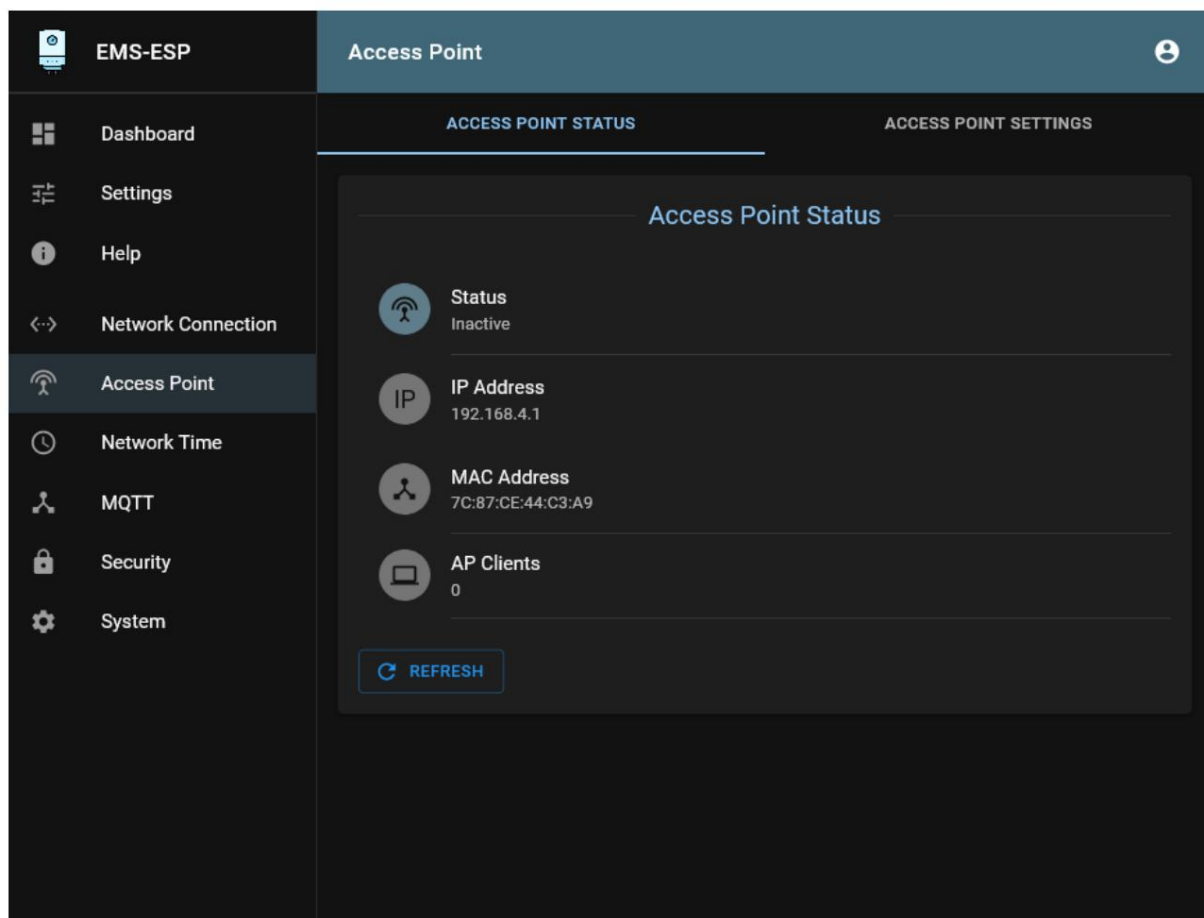 EMS-ESP
Access Point
Dashboard
Settings
Help
Network Connection
Access Point
Network Time
MQTT
Security
System
ACCESS POINT STATUS
ACCESS POINT SETTINGS
Access Point Status
Status
Inactive
IP
IP Address
192.168.4.1
MAC Address
7C:87:CE:44:C3:A9
AP Clients
0
REFRESH